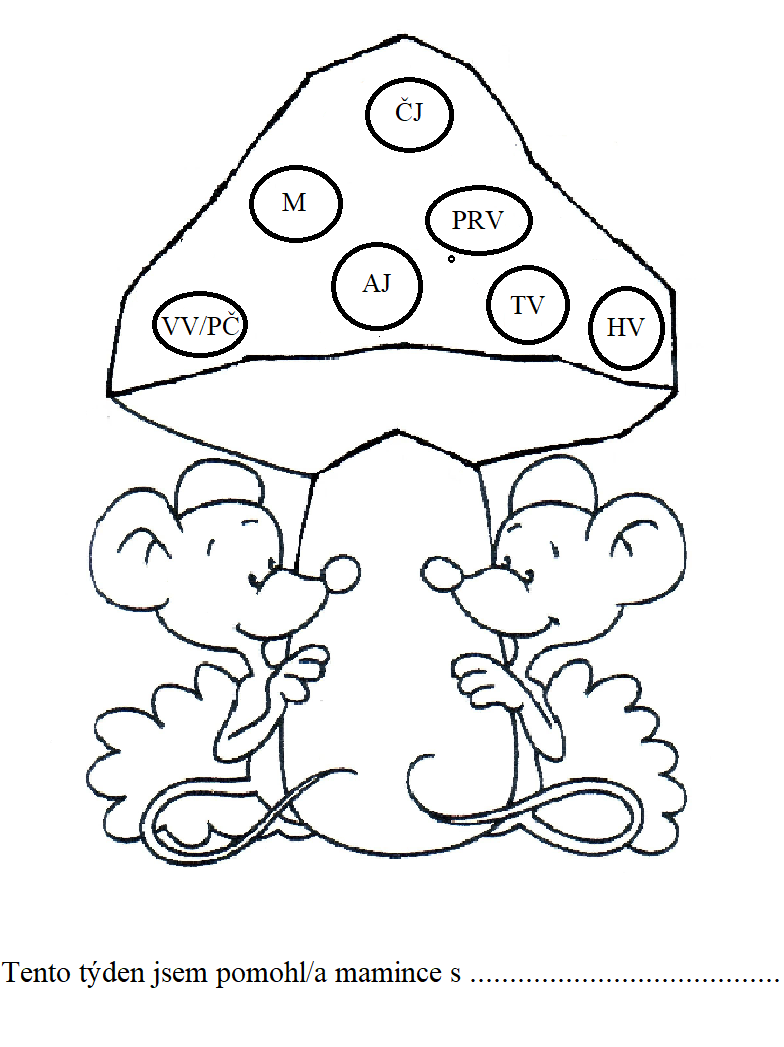 ČJ
M
PRV
AJ
TV
VV/PČ
HV
Tento týden jsem pomohl/a mamince s ........................................